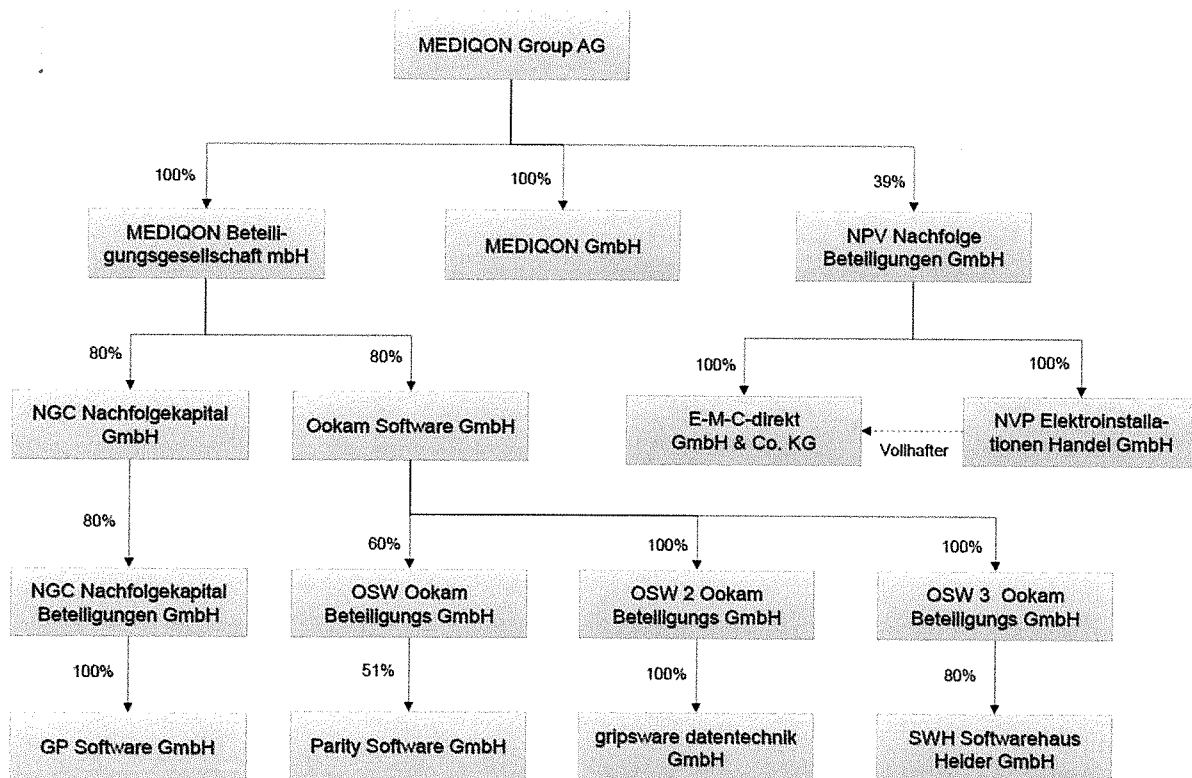 MEDIQON Group AG
100%
100%
39%
MEDIQON Beteili-
gungsgesellschaft mbH
MEDIQON GmbH
NPV Nachfolge
Beteiligungen GmbH
80%
80%
100%
100%
NGC Nachfolgekapital
GmbH
Ookam Software GmbH
E-M-C-direkt
GmbH & Co. KG
Vollhafter
NVP Elektroinstalla-
tionen Handel GmbH
80%
60%
100%
100%
NGC Nachfolgekapital
Beteiligungen GmbH
OSW Ookam
Beteiligungs GmbH
OSW 2 Ookam
Beteiligungs GmbH
OSW 3 Ookam
Beteiligungs GmbH
100%
51%
100%
80%
GP Software GmbH
Parity Software GmbH
gripsware datentechnik
GmbH
SWH Softwarehaus
Heider GmbH